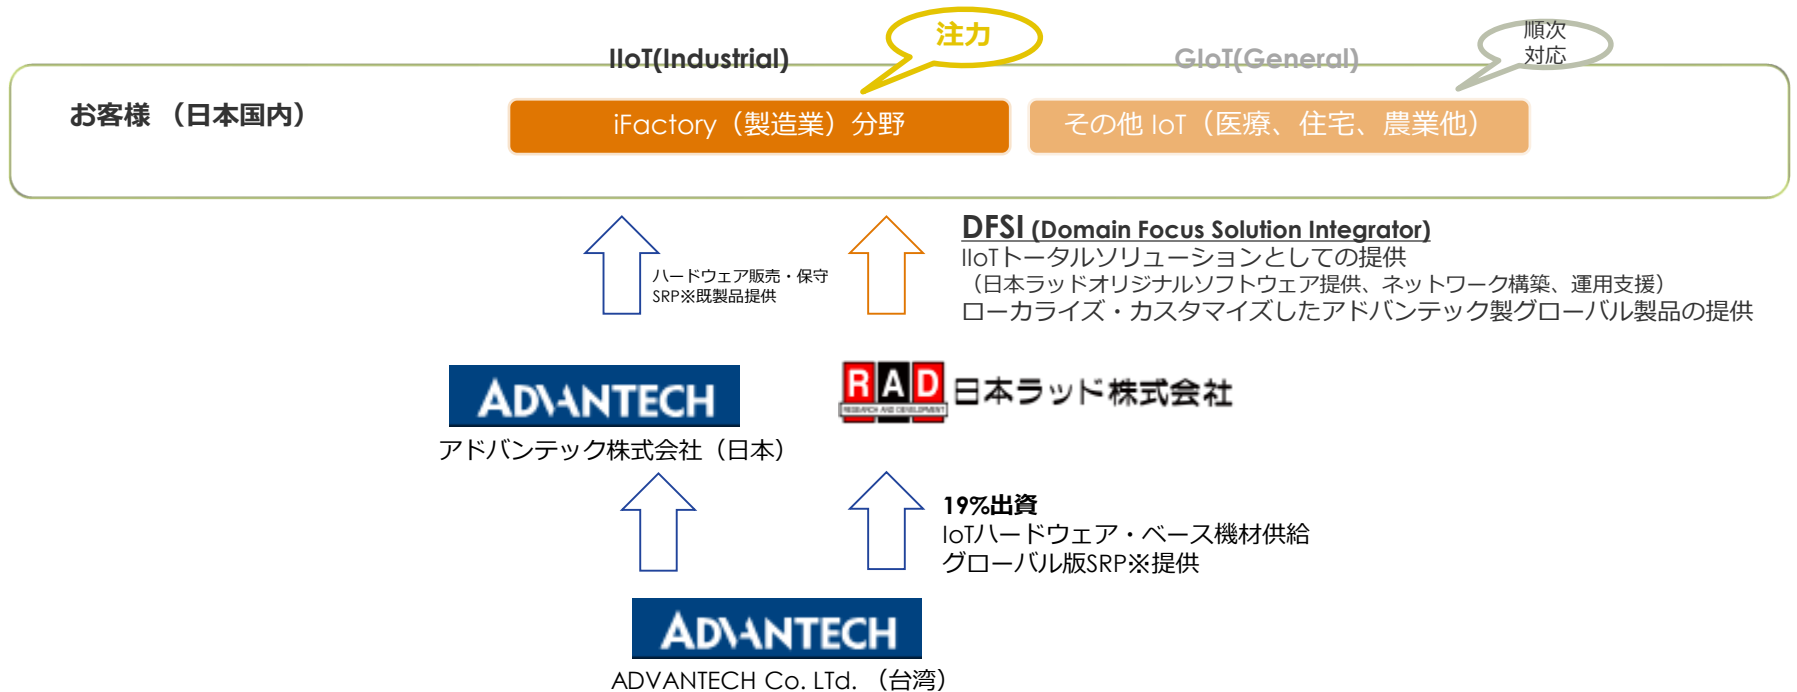 注力
順次
対応
IIoT(Industrial)
GIoT(General)
お客様 （日本国内）
iFactory（製造業）分野
その他 IoT（医療、住宅、農業他）
ハードウェア販売・保守
SRP※既製品提供
DFSI (Domain Focus Solution Integrator)
IIoTトータルソリューションとしての提供
（日本ラッドオリジナルソフトウェア提供、ネットワーク構築、運用支援）
ローカライズ・カスタマイズしたアドバンテック製グローバル製品の提供
ADVANTECH
アドバンテック株式会社（日本）
RAD
RESEARCH AND DEVELOPMENT
日本ラッド株式会社
19%出資
IoTハードウェア・ベース機材供給
グローバル版SRP※提供
ADVANTECH
ADVANTECH Co. LTd. （台湾）